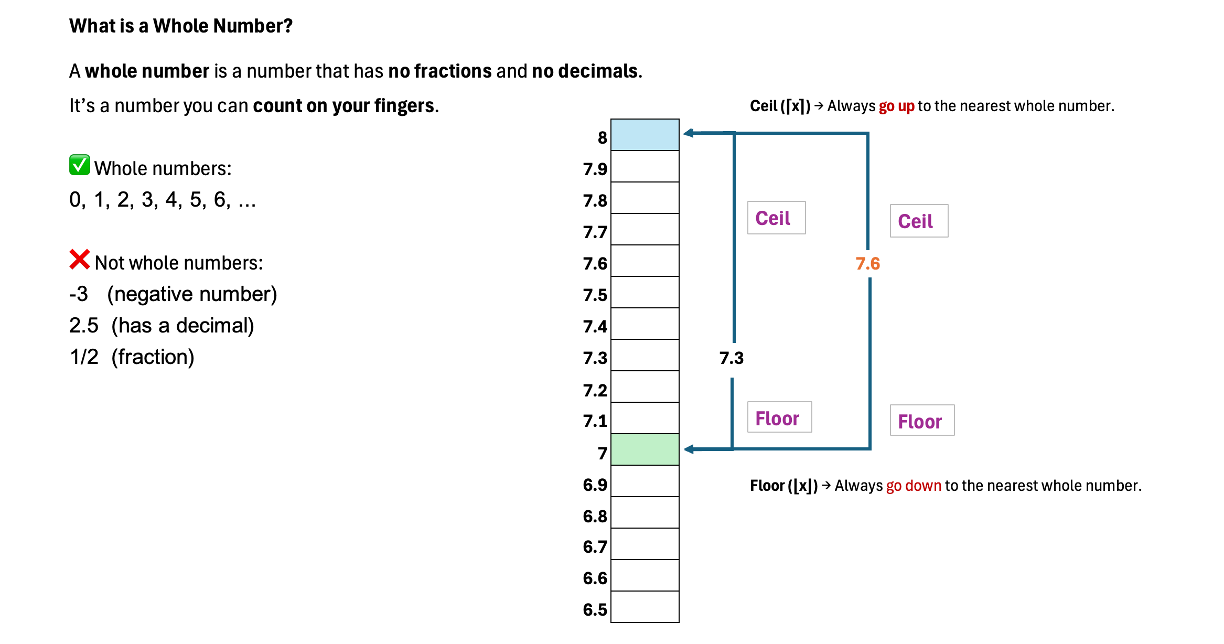 What is a Whole Number?
A whole number is a number that has no fractions and no decimals.
It’s a number you can count on your fingers.
✅ Whole numbers:
0, 1, 2, 3, 4, 5, 6, ...
❌ Not whole numbers:
-3 (negative number)
2.5 (has a decimal)
1/2 (fraction)
Ceil (⌈x⌉) → Always go up to the nearest whole number.
8
7.9
7.8
7.7
7.6
7.5
7.4
7.3
7.2
7.1
7
6.9
6.8
6.7
6.6
6.5
Ceil
Ceil
7.6
7.3
Floor
Floor
Floor (⌊x⌋) → Always go down to the nearest whole number.